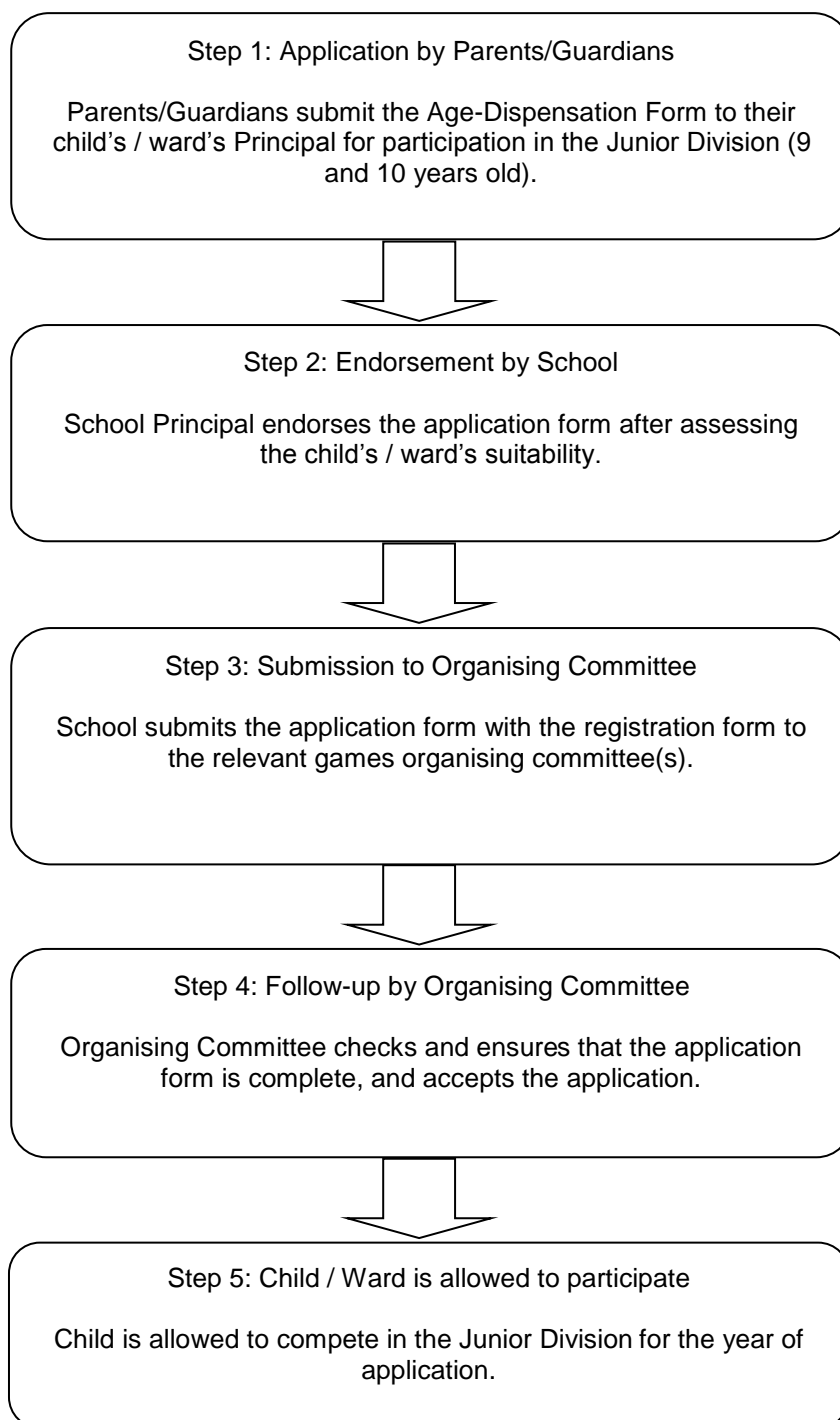 Step 1: Application by Parents/Guardians
Parents/Guardians submit the Age-Dispensation Form to their
child’s / ward’s Principal for participation in the Junior Division (9
and 10 years old).
Step 2: Endorsement by School
School Principal endorses the application form after assessing
the child’s / ward’s suitability.
Step 3: Submission to Organising Committee
School submits the application form with the registration form to
the relevant games organising committee(s).
Step 4: Follow-up by Organising Committee
Organising Committee checks and ensures that the application
form is complete, and accepts the application.
Step 5: Child / Ward is allowed to participate
Child is allowed to compete in the Junior Division for the year of
application.